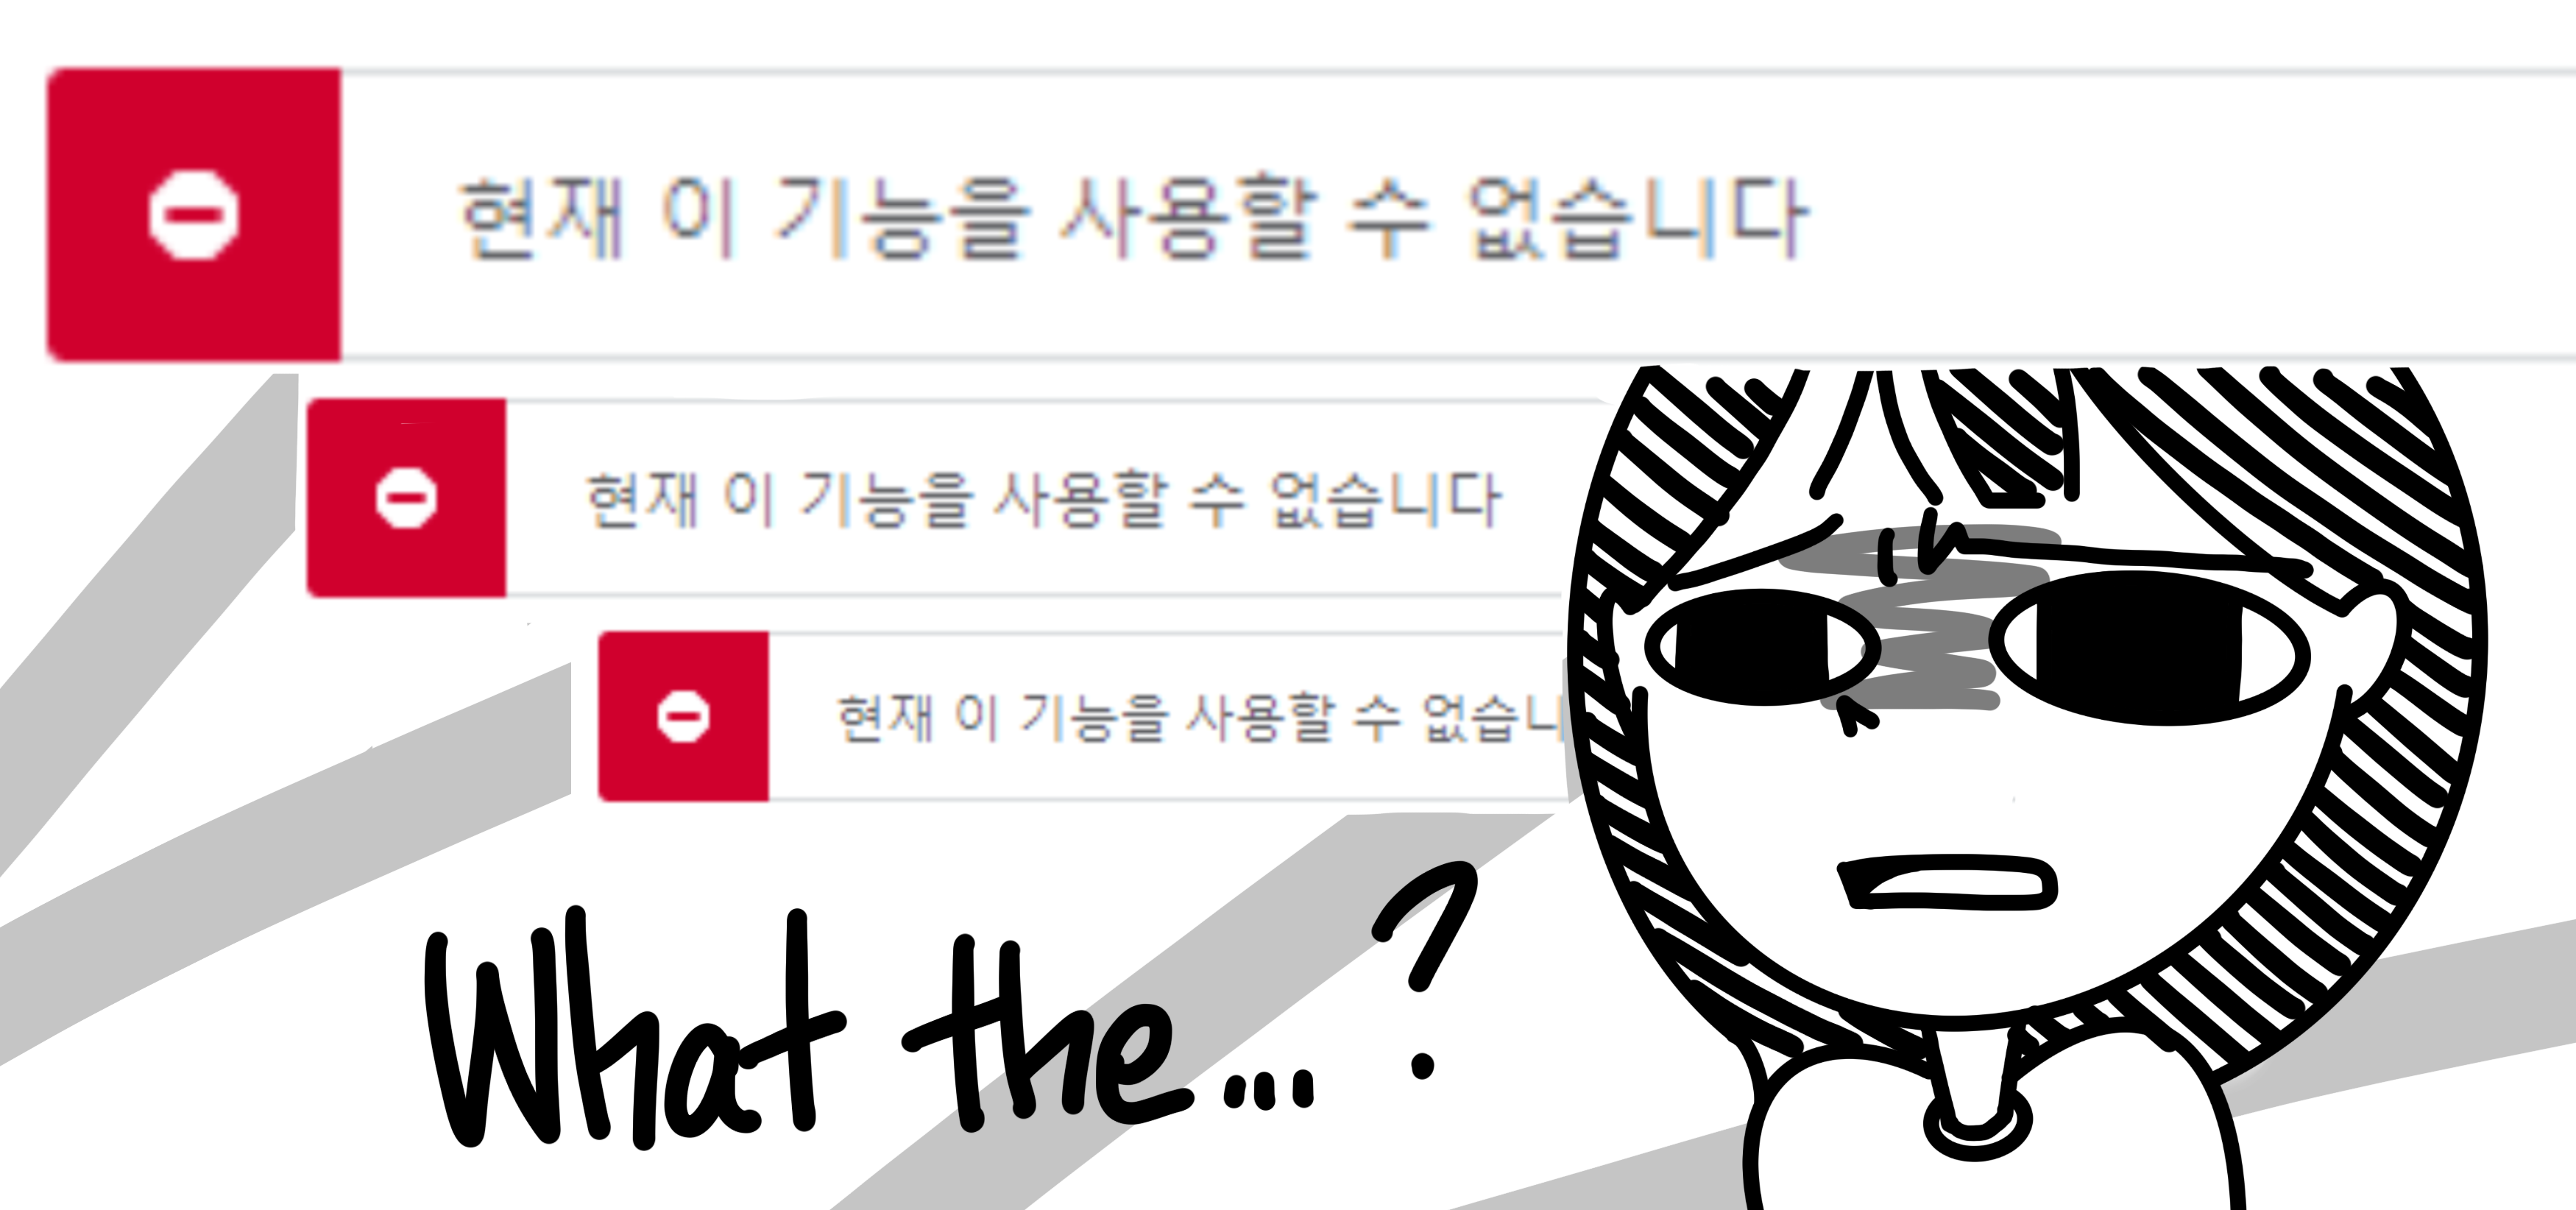 현재 이 기능을 사용할 수 없습니다
현재 이 기능을 사용할 수 없습니다
현재 이 기능을 사용할 수 없습니
What the...?